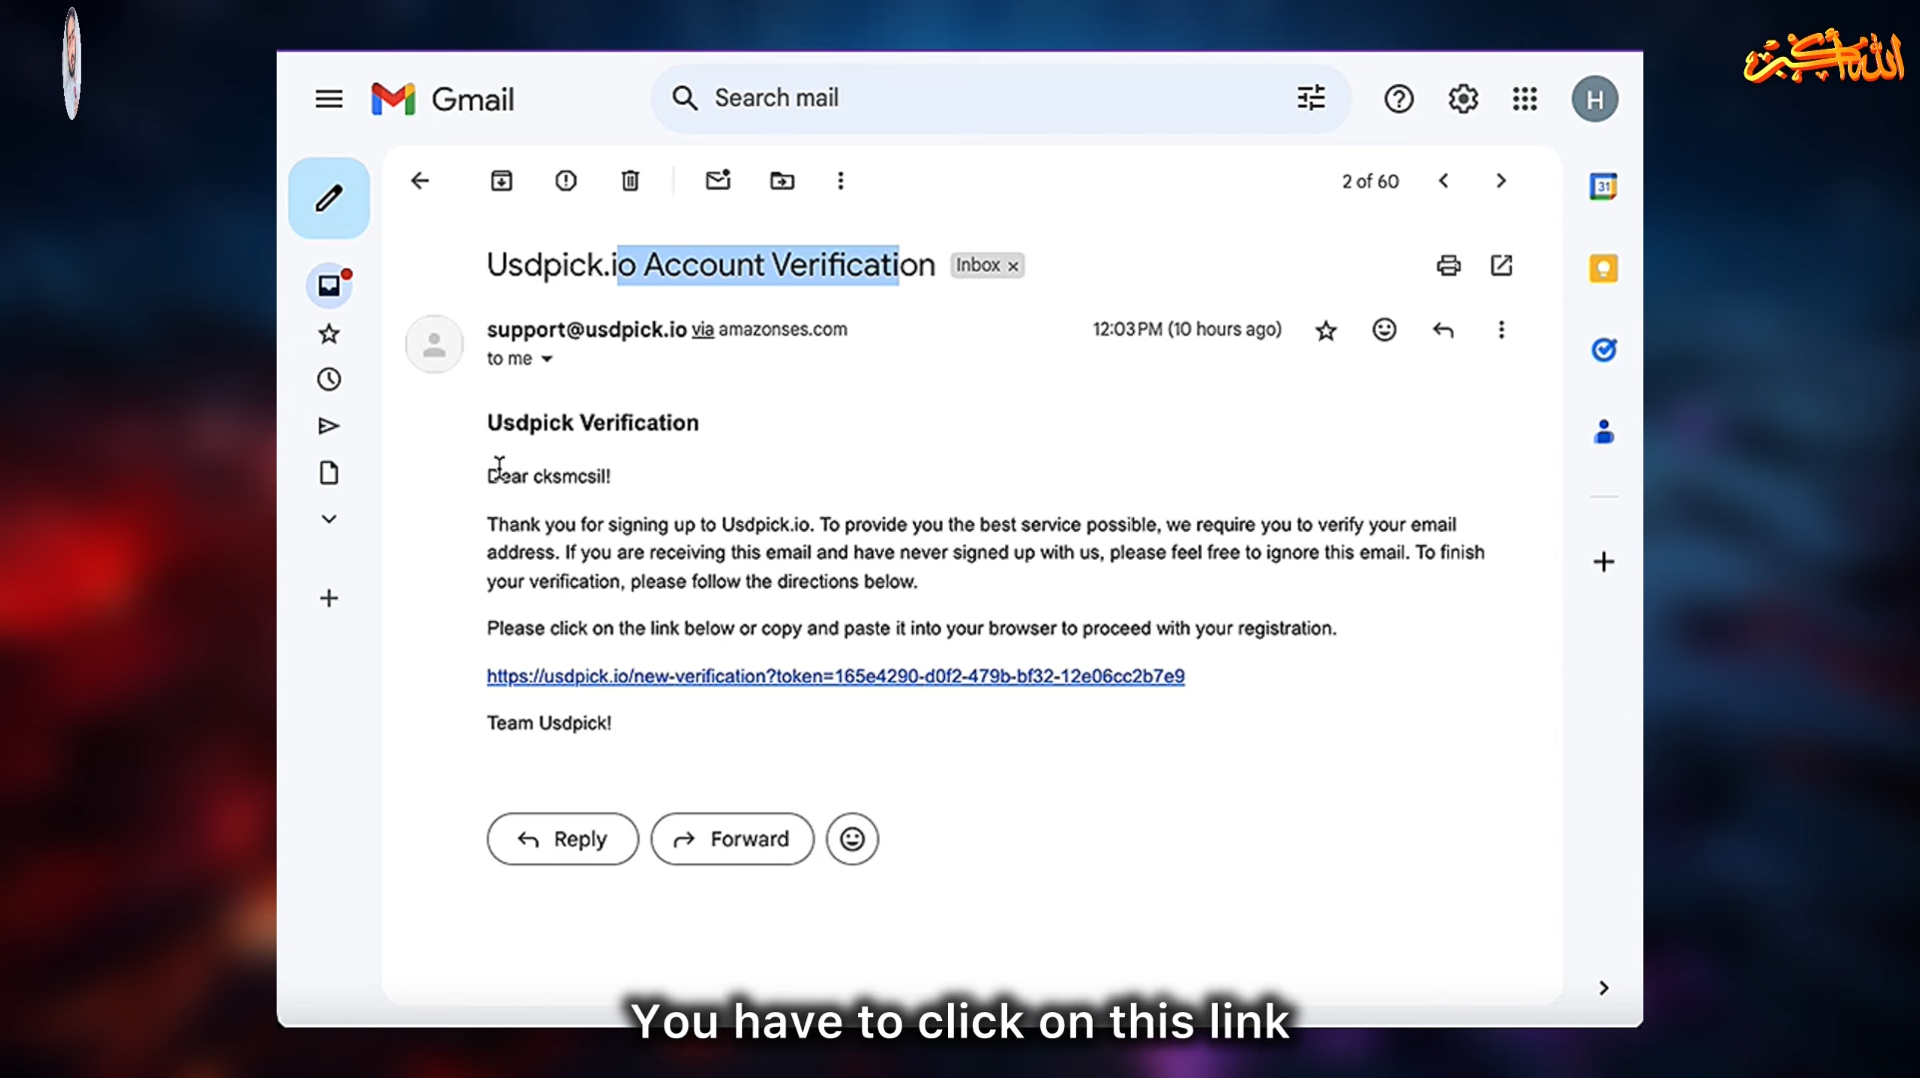 الله أكبر
Gmail
Search mail
H
2 of 60
31
Usdpick.io Account Verification
Inbox x
support@usdpick.io via amazonses.com
12:03 PM (10 hours ago)
to me
Usdpick Verification
Dear cksmcsil!
Thank you for signing up to Usdpick.io. To provide you the best service possible, we require you to verify your email
address. If you are receiving this email and have never signed up with us, please feel free to ignore this email. To finish
your verification, please follow the directions below.
Please click on the link below or copy and paste it into your browser to proceed with your registration.
https://usdpick.io/new-verification?token=165e4290-d0f2-479b-bf32-12e06cc2b7e9
Team Usdpick!
Reply
Forward
You have to click on this link